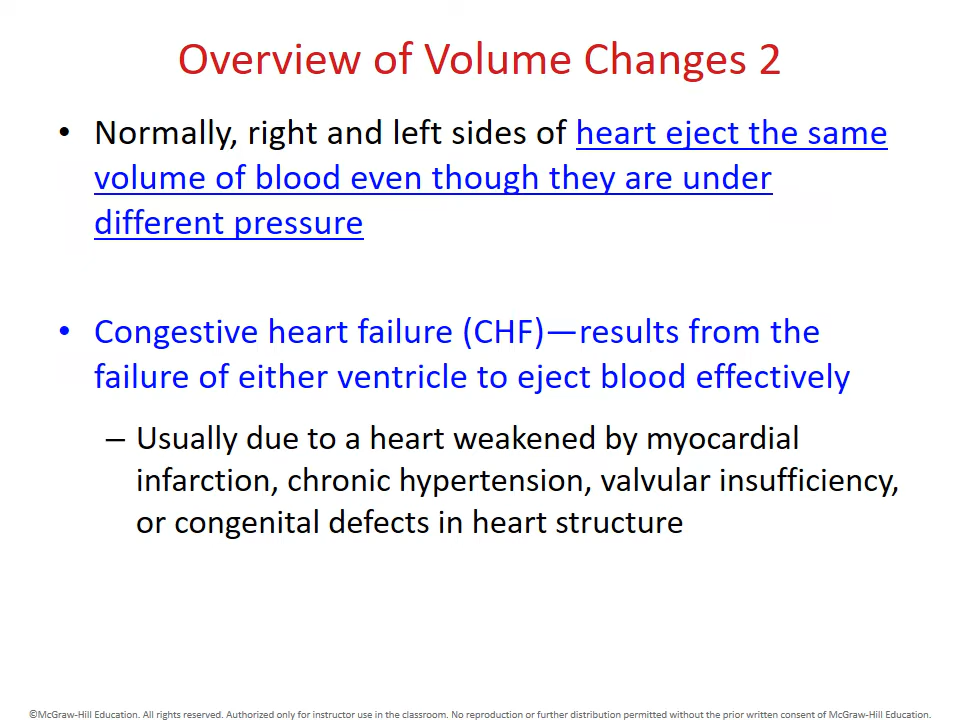 Overview of Volume Changes 2
• Normally, right and left sides of heart eject the same
volume of blood even though they are under
different pressure
• Congestive heart failure (CHF)—results from the
failure of either ventricle to eject blood effectively
– Usually due to a heart weakened by myocardial
infarction, chronic hypertension, valvular insufficiency,
or congenital defects in heart structure
©McGraw-Hill Education. All rights reserved. Authorized only for instructor use in the classroom. No reproduction or further distribution permitted without the prior written consent of McGraw-Hill Education.